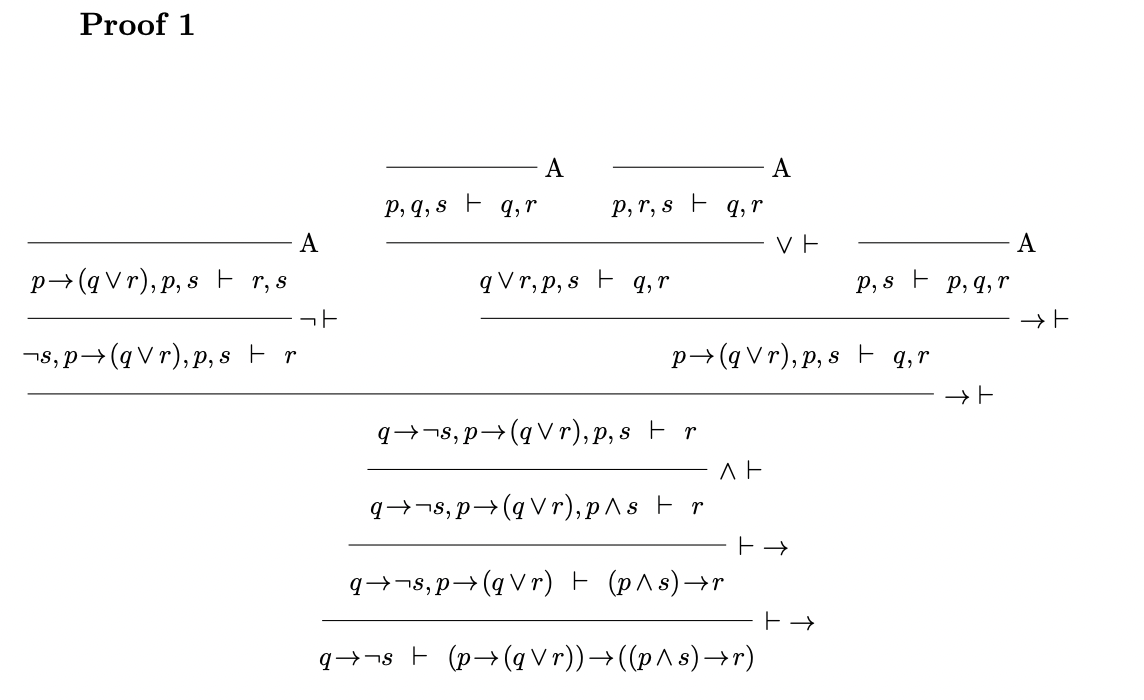 Proof 1
A A
p, q, s ⊢ q, r p, r, s ⊢ q, r
A ∨ ⊢ A
p→(q∨r), p, s ⊢ r, s q∨r, p, s ⊢ q, r p, s ⊢ p, q, r
¬ ⊢ → ⊢
¬s, p→(q∨r), p, s ⊢ r p→(q∨r), p, s ⊢ q, r
→ ⊢
q→¬s, p→(q∨r), p, s ⊢ r
∧ ⊢
q→¬s, p→(q∨r), p∧s ⊢ r
⊢ →
q→¬s, p→(q∨r) ⊢ (p∧s)→r
⊢ →
q→¬s ⊢ (p→(q∨r))→((p∧s)→r)